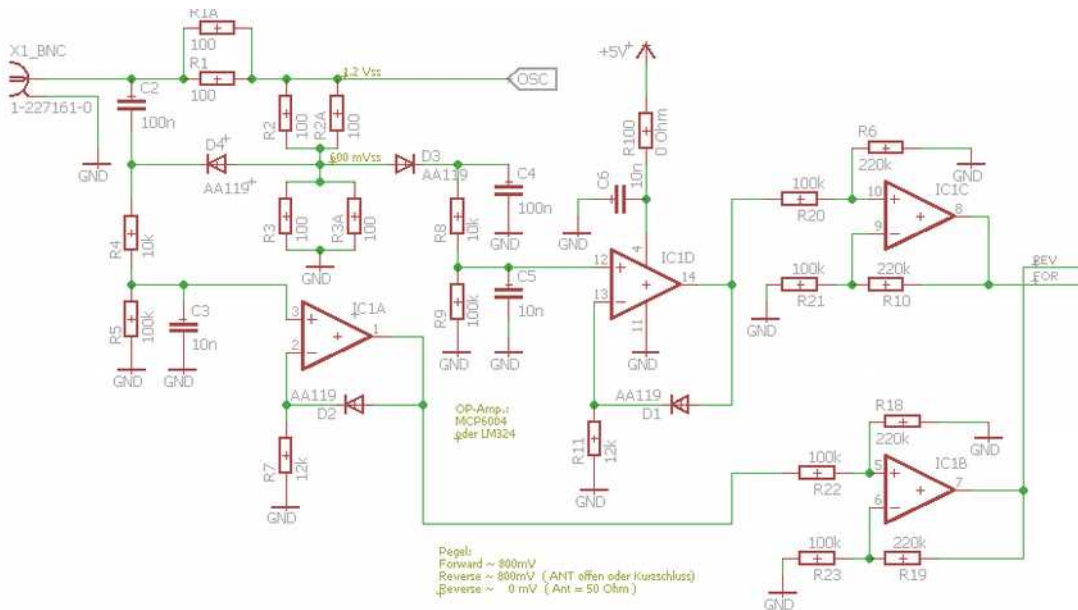 R1A
100
X1_BNC
R1
100
1-227161-0
C2
100n
GND
1.2 Vss
OSC
R2
100
R2A
100
D4
AA119
600 mVss
D3
AA119
GND
R3
100
R3A
100
GND
R4
10k
R5
100k
C3
10n
GND
GND
R8
10k
C4
100n
GND
R9
100k
C5
10n
GND
GND
+5V
R100
0 Ohm
C6
10n
GND
4
IC1D
12
13
14
11
GND
AA119
D1
R11
12k
GND
IC1A
3
2
1
AA119
D2
R7
12k
GND
OP-Amp.:
MCP6004
oder LM324
R6
220k
GND
100k
R20
10
9
8
IC1C
100k
R21
220k
R10
GND
REV
FOR
R18
220k
GND
100k
R22
5
6
7
IC1B
100k
R23
220k
R19
GND
Pegel:
Forward ~ 800mV
Reverse ~ 800mV ( ANT offen oder Kurzschluss)
Reverse ~ 0 mV ( Ant = 50 Ohm )